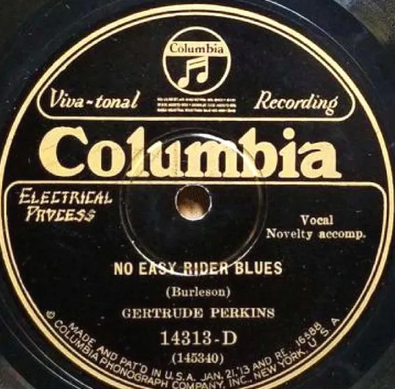 Columbia
Viva-tonal Recording
Columbia
ELECTRICAL
PROCESS
Vocal
Novelty accomp.
NO EASY RIDER BLUES
(Burleson)
GERTRUDE PERKINS
14313-D
(145340)
MADE AND PAT'D IN U.S.A. JAN. 21,'13 AND RE. 16588
© COLUMBIA PHONOGRAPH COMPANY, INC., NEW YORK, U S A